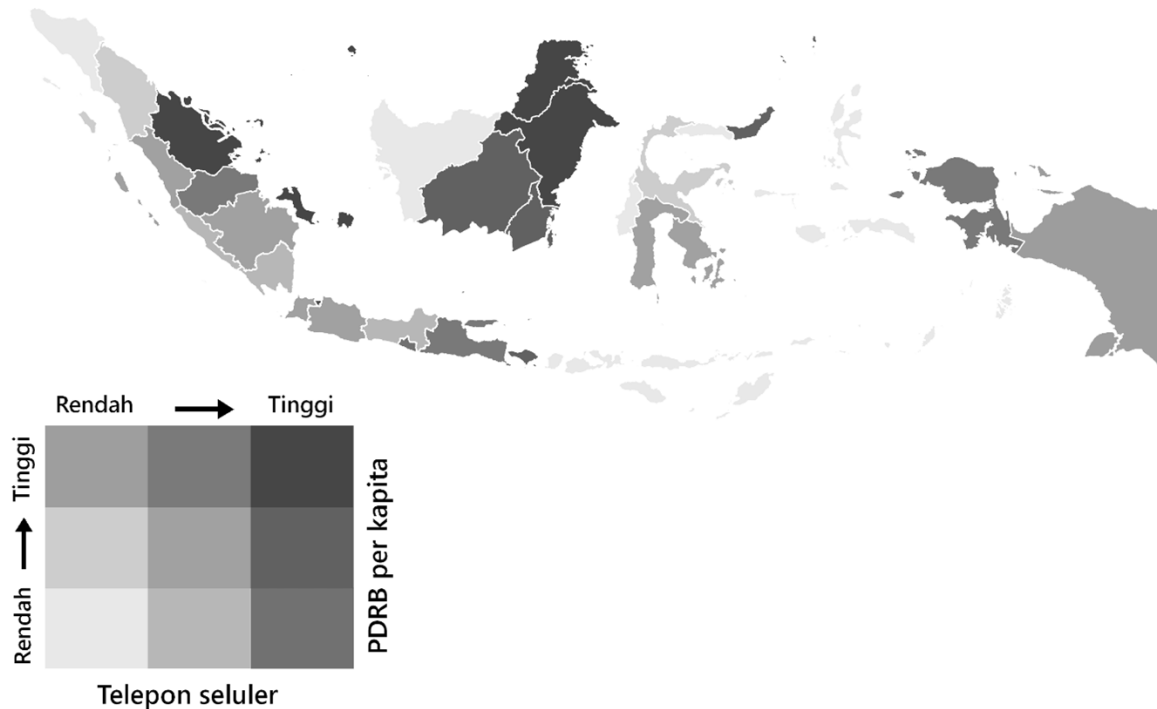 Rendah
Tinggi
Tinggi
Rendah
PDRB per kapita
Telepon seluler